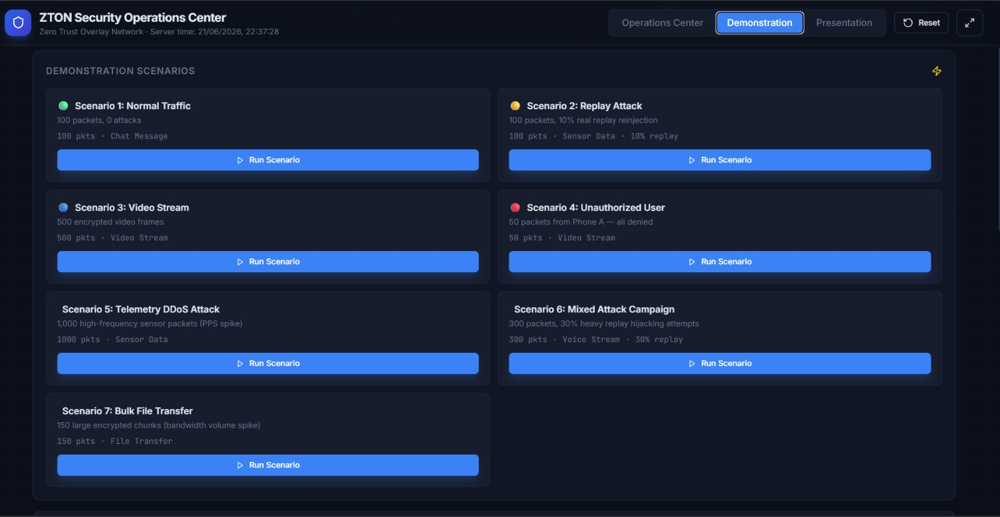 ZTON Security Operations Center
Zero Trust Overlay Network · Server time: 21/06/2026, 22:37:28
Operations Center
Demonstration
Presentation
Reset
DEMONSTRATION SCENARIOS
Scenario 1: Normal Traffic
100 packets, 0 attacks
100 pkts · Chat Message
Run Scenario
Scenario 2: Replay Attack
100 packets, 10% real replay reinjection
100 pkts · Sensor Data · 10% replay
Run Scenario
Scenario 3: Video Stream
500 encrypted video frames
500 pkts · Video Stream
Run Scenario
Scenario 4: Unauthorized User
50 packets from Phone A — all denied
50 pkts · Video Stream
Run Scenario
Scenario 5: Telemetry DDoS Attack
1,000 high-frequency sensor packets (PPS spike)
1000 pkts · Sensor Data
Run Scenario
Scenario 6: Mixed Attack Campaign
300 packets, 30% heavy replay hijacking attempts
300 pkts · Voice Stream · 30% replay
Run Scenario
Scenario 7: Bulk File Transfer
150 large encrypted chunks (bandwidth volume spike)
150 pkts · File Transfer
Run Scenario